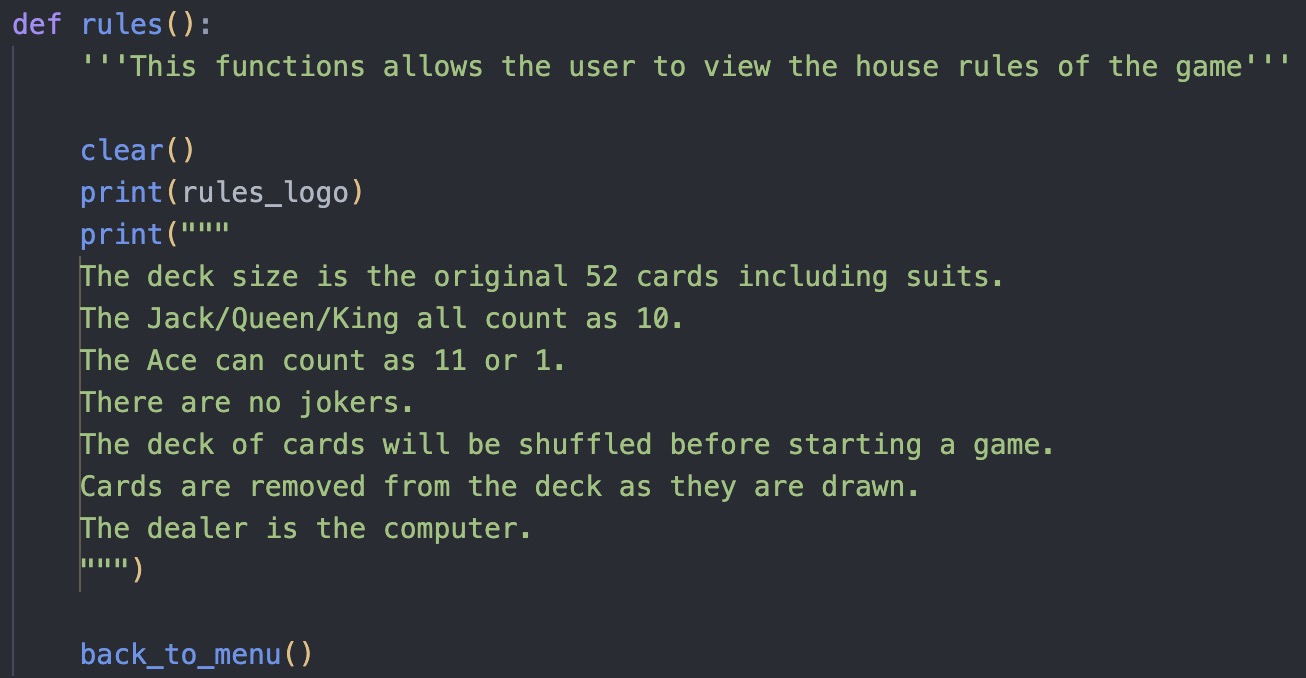 def rules():
    '''This functions allows the user to view the house rules of the game'''
    clear()
    print(rules_logo)
    print("""
    The deck size is the original 52 cards including suits.
    The Jack/Queen/King all count as 10.
    The Ace can count as 11 or 1.
    There are no jokers.
    The deck of cards will be shuffled before starting a game.
    Cards are removed from the deck as they are drawn.
    The dealer is the computer.
    """)
    back_to_menu()